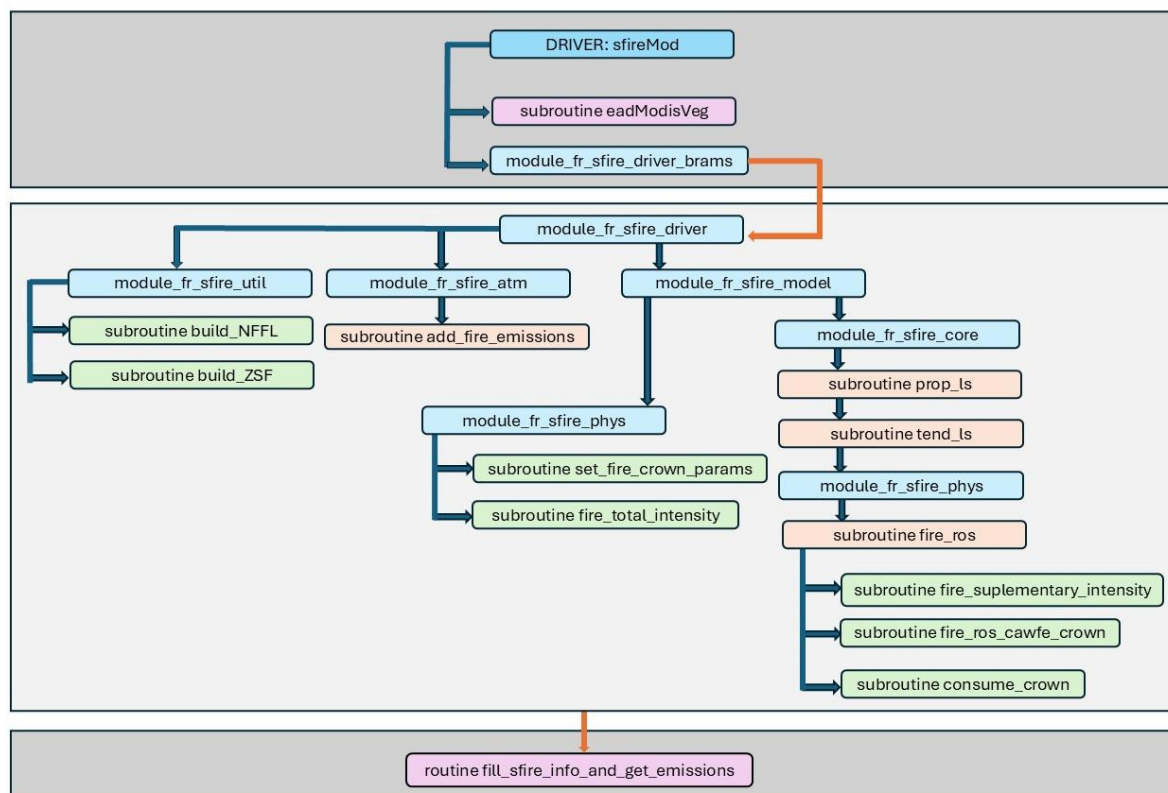 DRIVER: sfireMod
subroutine eadModisVeg
module_fr_sfire_driver_brams
module_fr_sfire_driver
module_fr_sfire_util
module_fr_sfire_atm
module_fr_sfire_model
subroutine build_NFFL
subroutine add_fire_emissions
module_fr_sfire_core
subroutine build_ZSF
subroutine prop_ls
module_fr_sfire_phys
subroutine tend_ls
subroutine set_fire_crown_params
module_fr_sfire_phys
subroutine fire_total_intensity
subroutine fire_ros
subroutine fire_suplementary_intensity
subroutine fire_ros_cawfe_crown
subroutine consume_crown
routine fill_sfire_info_and_get_emissions